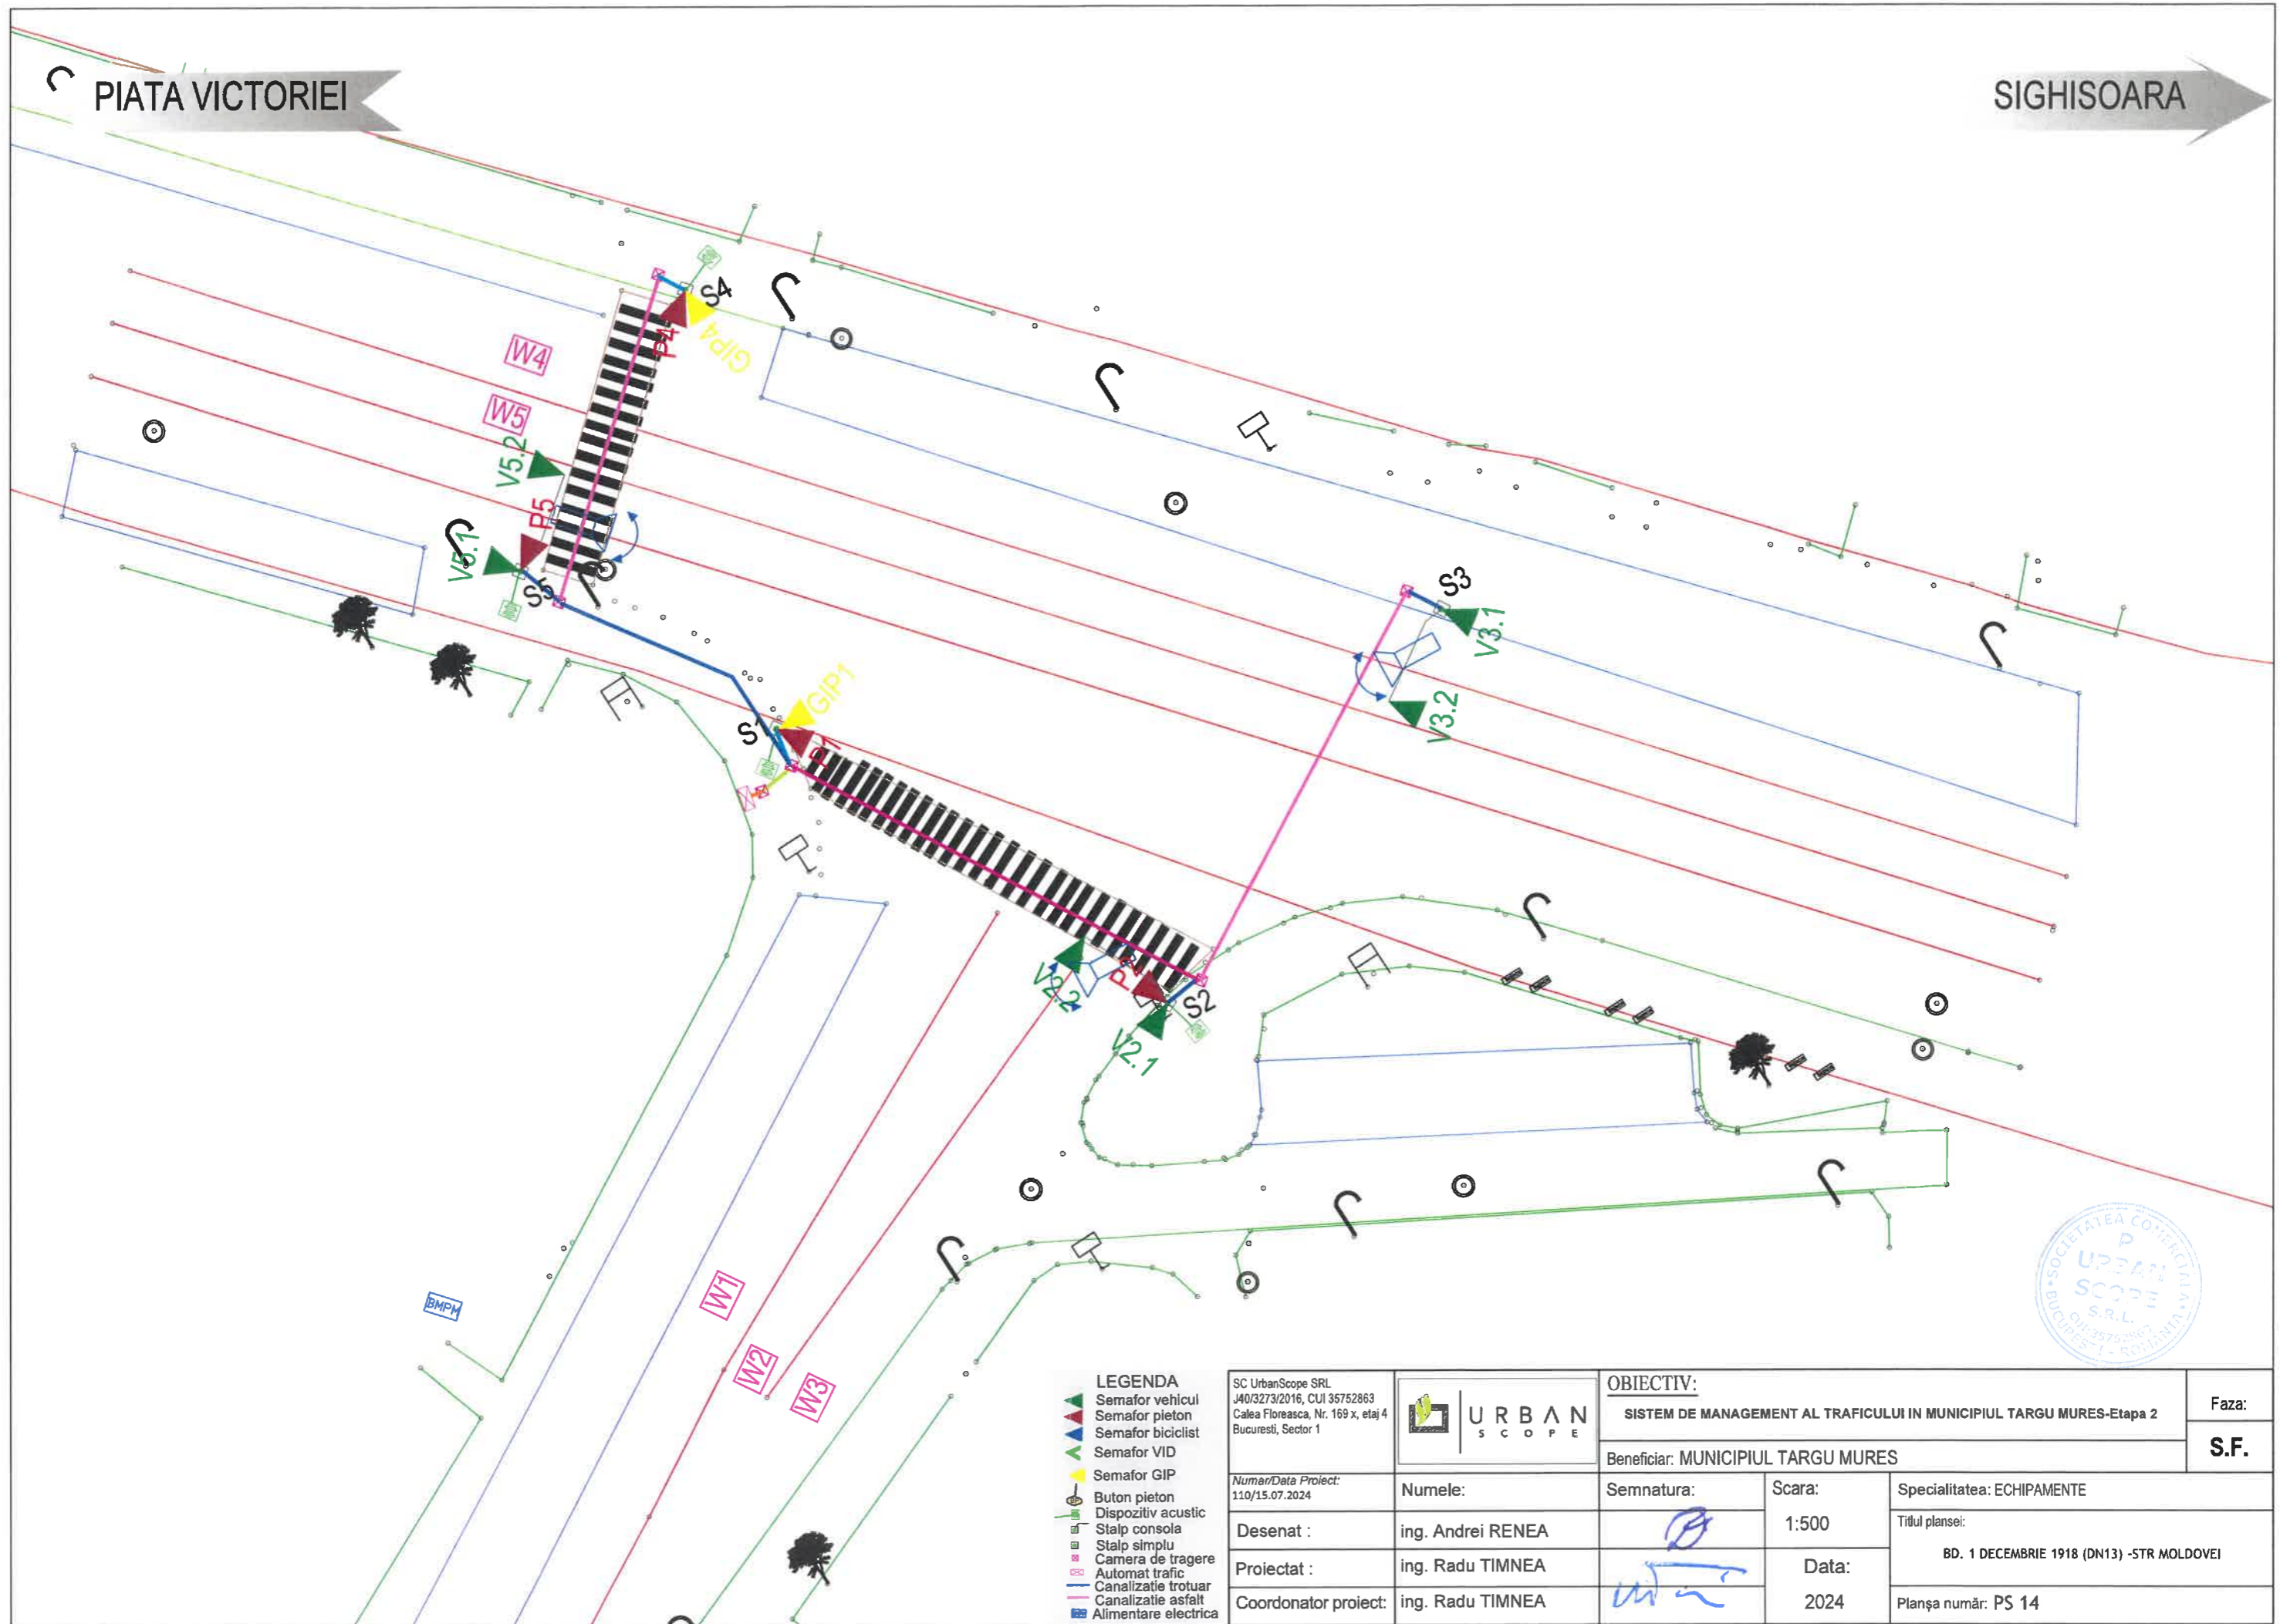 PIATA VICTORIEI
SIGHISOARA
S4
P4
GIP4
W4
W5
V5.2
P5
V5.1
S5
S3
V3.1
V3.2
GIP1
S1
P1
V2.2
S2
V2.1
W1
W2
W3
BMPM
SOCIETATEA COMERCIALA
URBAN
SCOPE
S.R.L.
BUCURESTI - ROMANIA
LEGENDA
Semafor vehicul
Semafor pieton
Semafor biciclist
Semafor VID
Semafor GIP
Buton pieton
Dispozitiv acustic
Stalp consola
Stalp simplu
Camera de tragere
Automat trafic
Canalizatie trotuar
Canalizatie asfalt
Alimentare electrica
SC UrbanScope SRL
J40/3273/2016, CUI 35752863
Calea Floreasca, Nr. 169 x, etaj 4
Bucuresti, Sector 1
URBAN
SCOPE
OBIECTIV:
SISTEM DE MANAGEMENT AL TRAFICULUI IN MUNICIPIUL TARGU MURES-Etapa 2
Beneficiar: MUNICIPIUL TARGU MURES
Faza:
S.F.
Numar/Data Proiect:
110/15.07.2024
Numele:
Semnatura:
Scara:
1:500
Specialitatea: ECHIPAMENTE
Desenat :
ing. Andrei RENEA
Titlul plansei:
BD. 1 DECEMBRIE 1918 (DN13) -STR MOLDOVEI
Proiectat :
ing. Radu TIMNEA
Data:
2024
Coordonator proiect:
ing. Radu TIMNEA
Planşa număr: PS 14